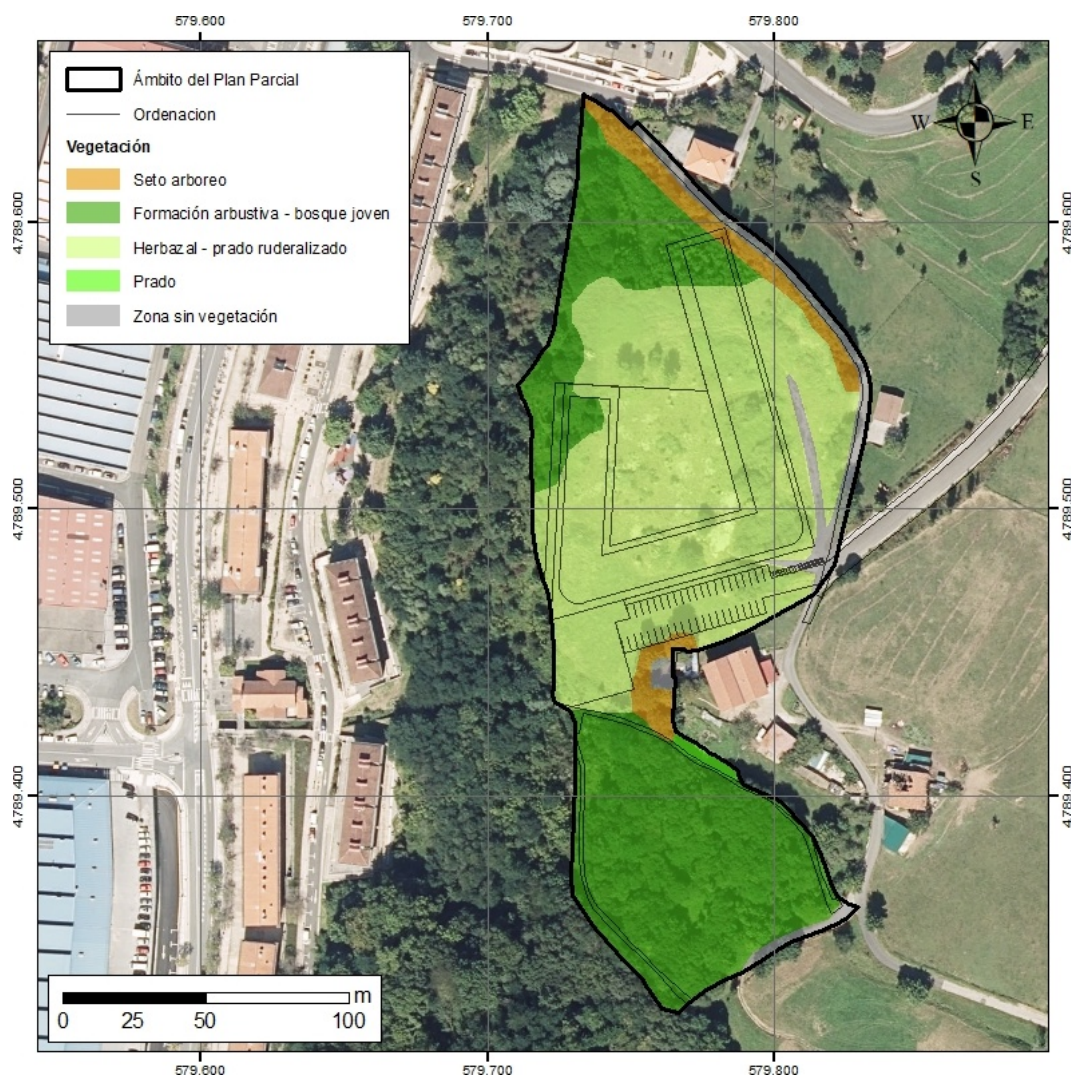 579.600 579.700 579.800
Ámbito del Plan Parcial
Ordenacion
Vegetación
Seto arboreo
Formación arbustiva - bosque joven
Herbazal - prado ruderalizado
Prado
Zona sin vegetación
N
W E
S
4.789.600 4.789.600
4.789.500 4.789.500
4.789.400 4.789.400
m
0 25 50 100
579.600 579.700 579.800